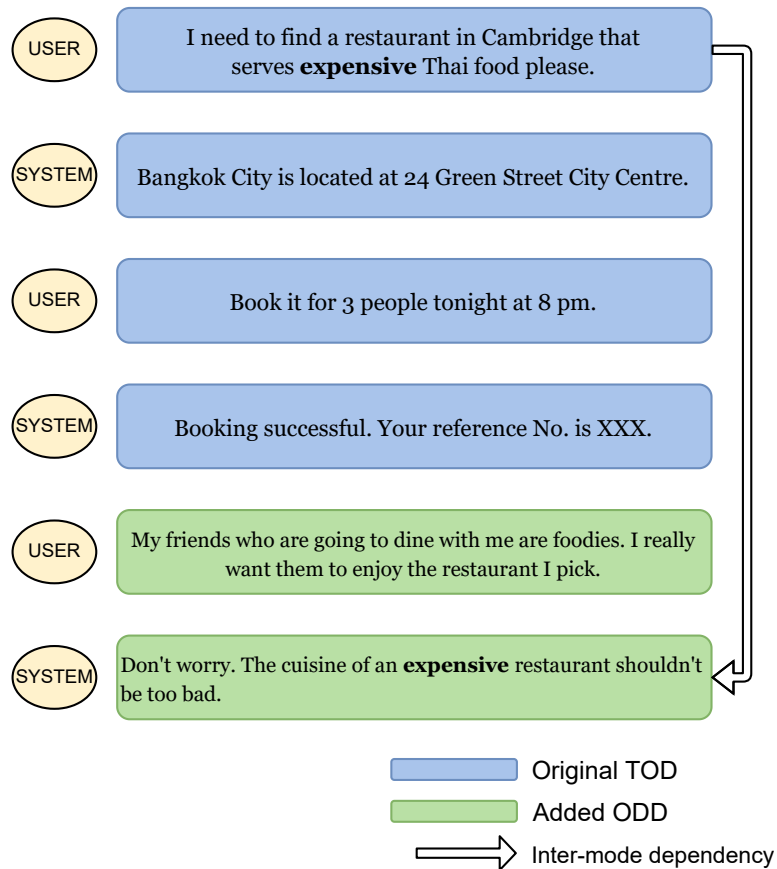 USER
I need to find a restaurant in Cambridge that
serves expensive Thai food please.
SYSTEM
Bangkok City is located at 24 Green Street City Centre.
USER
Book it for 3 people tonight at 8 pm.
SYSTEM
Booking successful. Your reference No. is XXX.
USER
My friends who are going to dine with me are foodies. I really
want them to enjoy the restaurant I pick.
SYSTEM
Don't worry. The cuisine of an expensive restaurant shouldn't
be too bad.
Original TOD
Added ODD
Inter-mode dependency